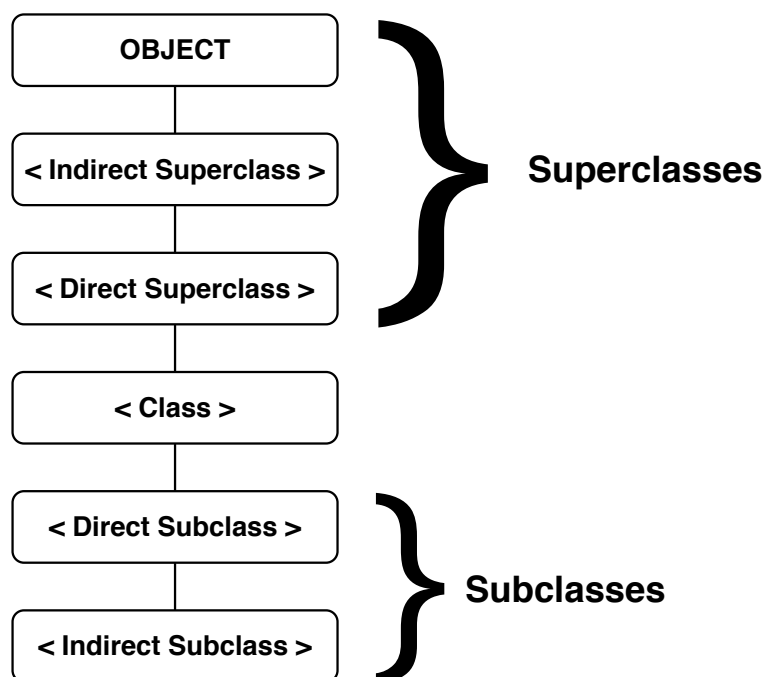 OBJECT
< Indirect Superclass >
Superclasses
< Direct Superclass >
< Class >
< Direct Subclass >
Subclasses
< Indirect Subclass >